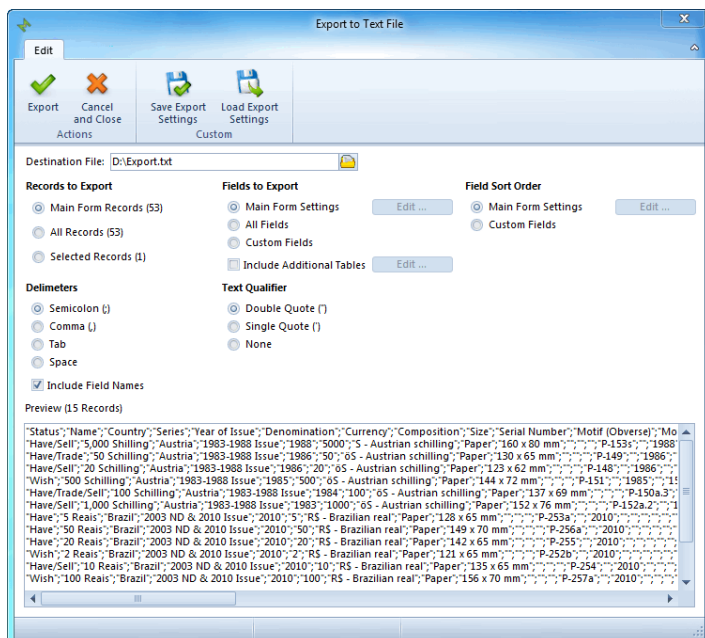 Export to Text File
x
Edit
Export
Cancel and Close
Save Export Settings
Load Export Settings
Actions
Custom
Destination File: D:\Export.txt
Records to Export
Fields to Export
Field Sort Order
Main Form Records (53)
Main Form Settings
Edit ...
Main Form Settings
Edit ...
All Records (53)
All Fields
Custom Fields
Selected Records (1)
Custom Fields
Include Additional Tables
Edit ...
Delimeters
Text Qualifier
Semicolon (;)
Double Quote (")
Comma (,)
Single Quote (')
Tab
None
Space
Include Field Names
Preview (15 Records)
"Status";"Name";"Country";"Series";"Year of Issue";"Denomination";"Currency";"Composition";"Size";"Serial Number";"Motif (Obverse)";"Mo
"Have/Sell";"5,000 Shilling";"Austria";"1983-1988 Issue";"1988";"5000";"S - Austrian schilling";"Paper";"160 x 80 mm";"";"";"";"P-153s";"1988"
"Have/Trade";"50 Schilling";"Austria";"1983-1988 Issue";"1986";"50";"öS - Austrian schilling";"Paper";"130 x 65 mm";"";"";"";"P-149";"1986";"
"Have/Sell";"20 Schilling";"Austria";"1983-1988 Issue";"1986";"20";"öS - Austrian schilling";"Paper";"123 x 62 mm";"";"";"";"P-148";"1986";"
"Wish";"500 Schilling";"Austria";"1983-1988 Issue";"1985";"500";"öS - Austrian schilling";"Paper";"144 x 72 mm";"";"";"";"P-151";"1985";"15
"Have/Trade/Sell";"100 Schilling";"Austria";"1983-1988 Issue";"1984";"100";"öS - Austrian schilling";"Paper";"137 x 69 mm";"";"";"";"P-150a.3";"
"Have/Sell";"1,000 Schilling";"Austria";"1983-1988 Issue";"1983";"1000";"öS - Austrian schilling";"Paper";"152 x 76 mm";"";"";"";"P-152a.2";"1
"Have";"5 Reais";"Brazil";"2003 ND & 2010 Issue";"2010";"5";"R$ - Brazilian real";"Paper";"128 x 65 mm";"";"";"";"P-253a";"2010";"";"";"";
"Have";"50 Reais";"Brazil";"2003 ND & 2010 Issue";"2010";"50";"R$ - Brazilian real";"Paper";"149 x 70 mm";"";"";"";"P-256a";"2010";"";"";"
"Have";"20 Reais";"Brazil";"2003 ND & 2010 Issue";"2010";"20";"R$ - Brazilian real";"Paper";"142 x 65 mm";"";"";"";"P-255";"2010";"";"";"";
"Wish";"2 Reais";"Brazil";"2003 ND & 2010 Issue";"2010";"2";"R$ - Brazilian real";"Paper";"121 x 65 mm";"";"";"";"P-252b";"2010";"";"";"";
"Have/Sell";"10 Reais";"Brazil";"2003 ND & 2010 Issue";"2010";"10";"R$ - Brazilian real";"Paper";"135 x 65 mm";"";"";"";"P-254";"2010";"";"";
"Wish";"100 Reais";"Brazil";"2003 ND & 2010 Issue";"2010";"100";"R$ - Brazilian real";"Paper";"156 x 70 mm";"";"";"";"P-257a";"2010";"";"";"